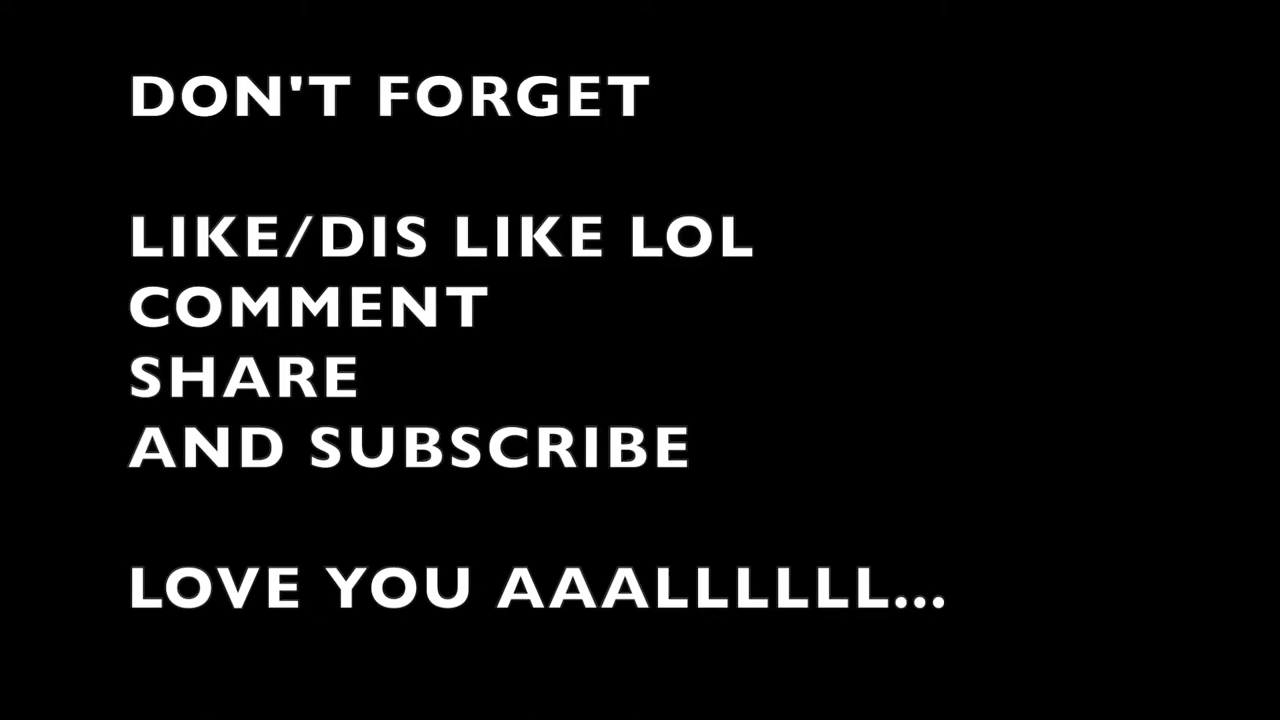 DON'T FORGET
LIKE/DIS LIKE LOL
COMMENT
SHARE
AND SUBSCRIBE
LOVE YOU AAALLLLLL...